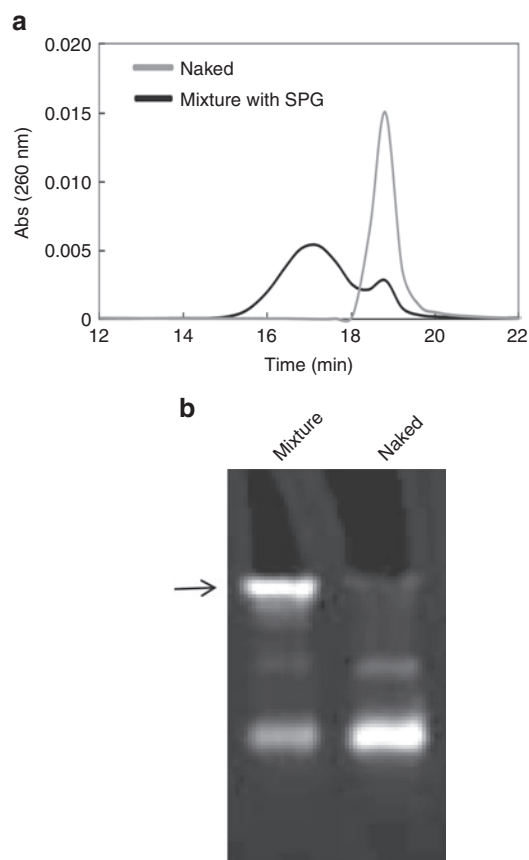 a
Abs (260 nm)
0.020
0.015
0.010
0.005
0
Naked
Mixture with SPG
12 14 16 18 20 22
Time (min)
b
Mixture Naked